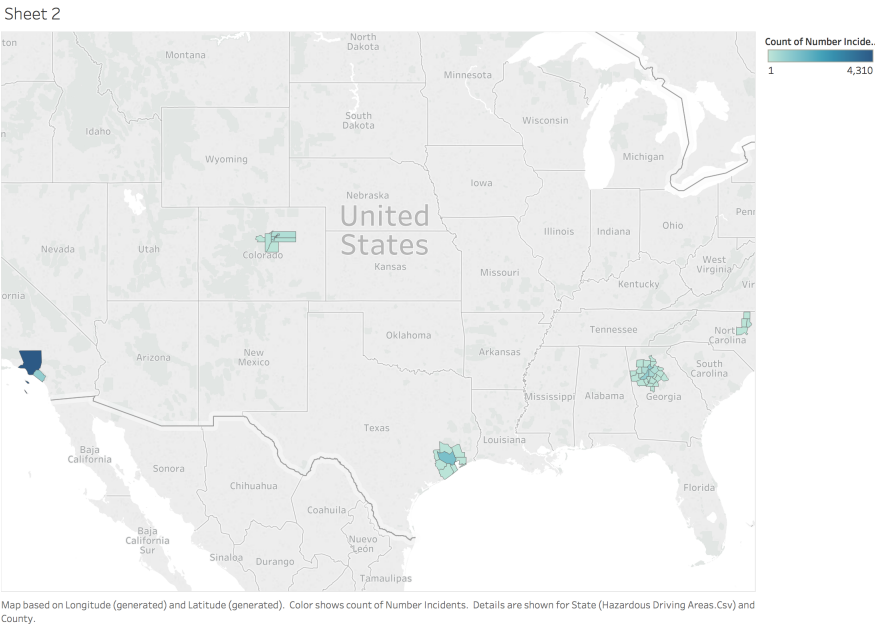 Sheet 2
Count of Number Incide..
1 4,310
ton
Montana
North
Dakota
Minnesota
Idaho
South
Dakota
Wisconsin
Michigan
Wyoming
Iowa
Nebraska
United
States
Nevada
Utah
Colorado
Kansas
Illinois
Indiana
Ohio
Penn
Missouri
West
Virginia
Vir
Kentucky
ornia
Oklahoma
Tennessee
North
Carolina
Arizona
New
Mexico
Arkansas
South
Carolina
Mississippi
Alabama
Georgia
Texas
Louisiana
Baja
California
Sonora
Chihuahua
Florida
Coahuila
Baja
California
Sur
Nuevo
León
Sinaloa
Durango
Tamaulipas
Map based on Longitude (generated) and Latitude (generated). Color shows count of Number Incidents. Details are shown for State (Hazardous Driving Areas.Csv) and
County.